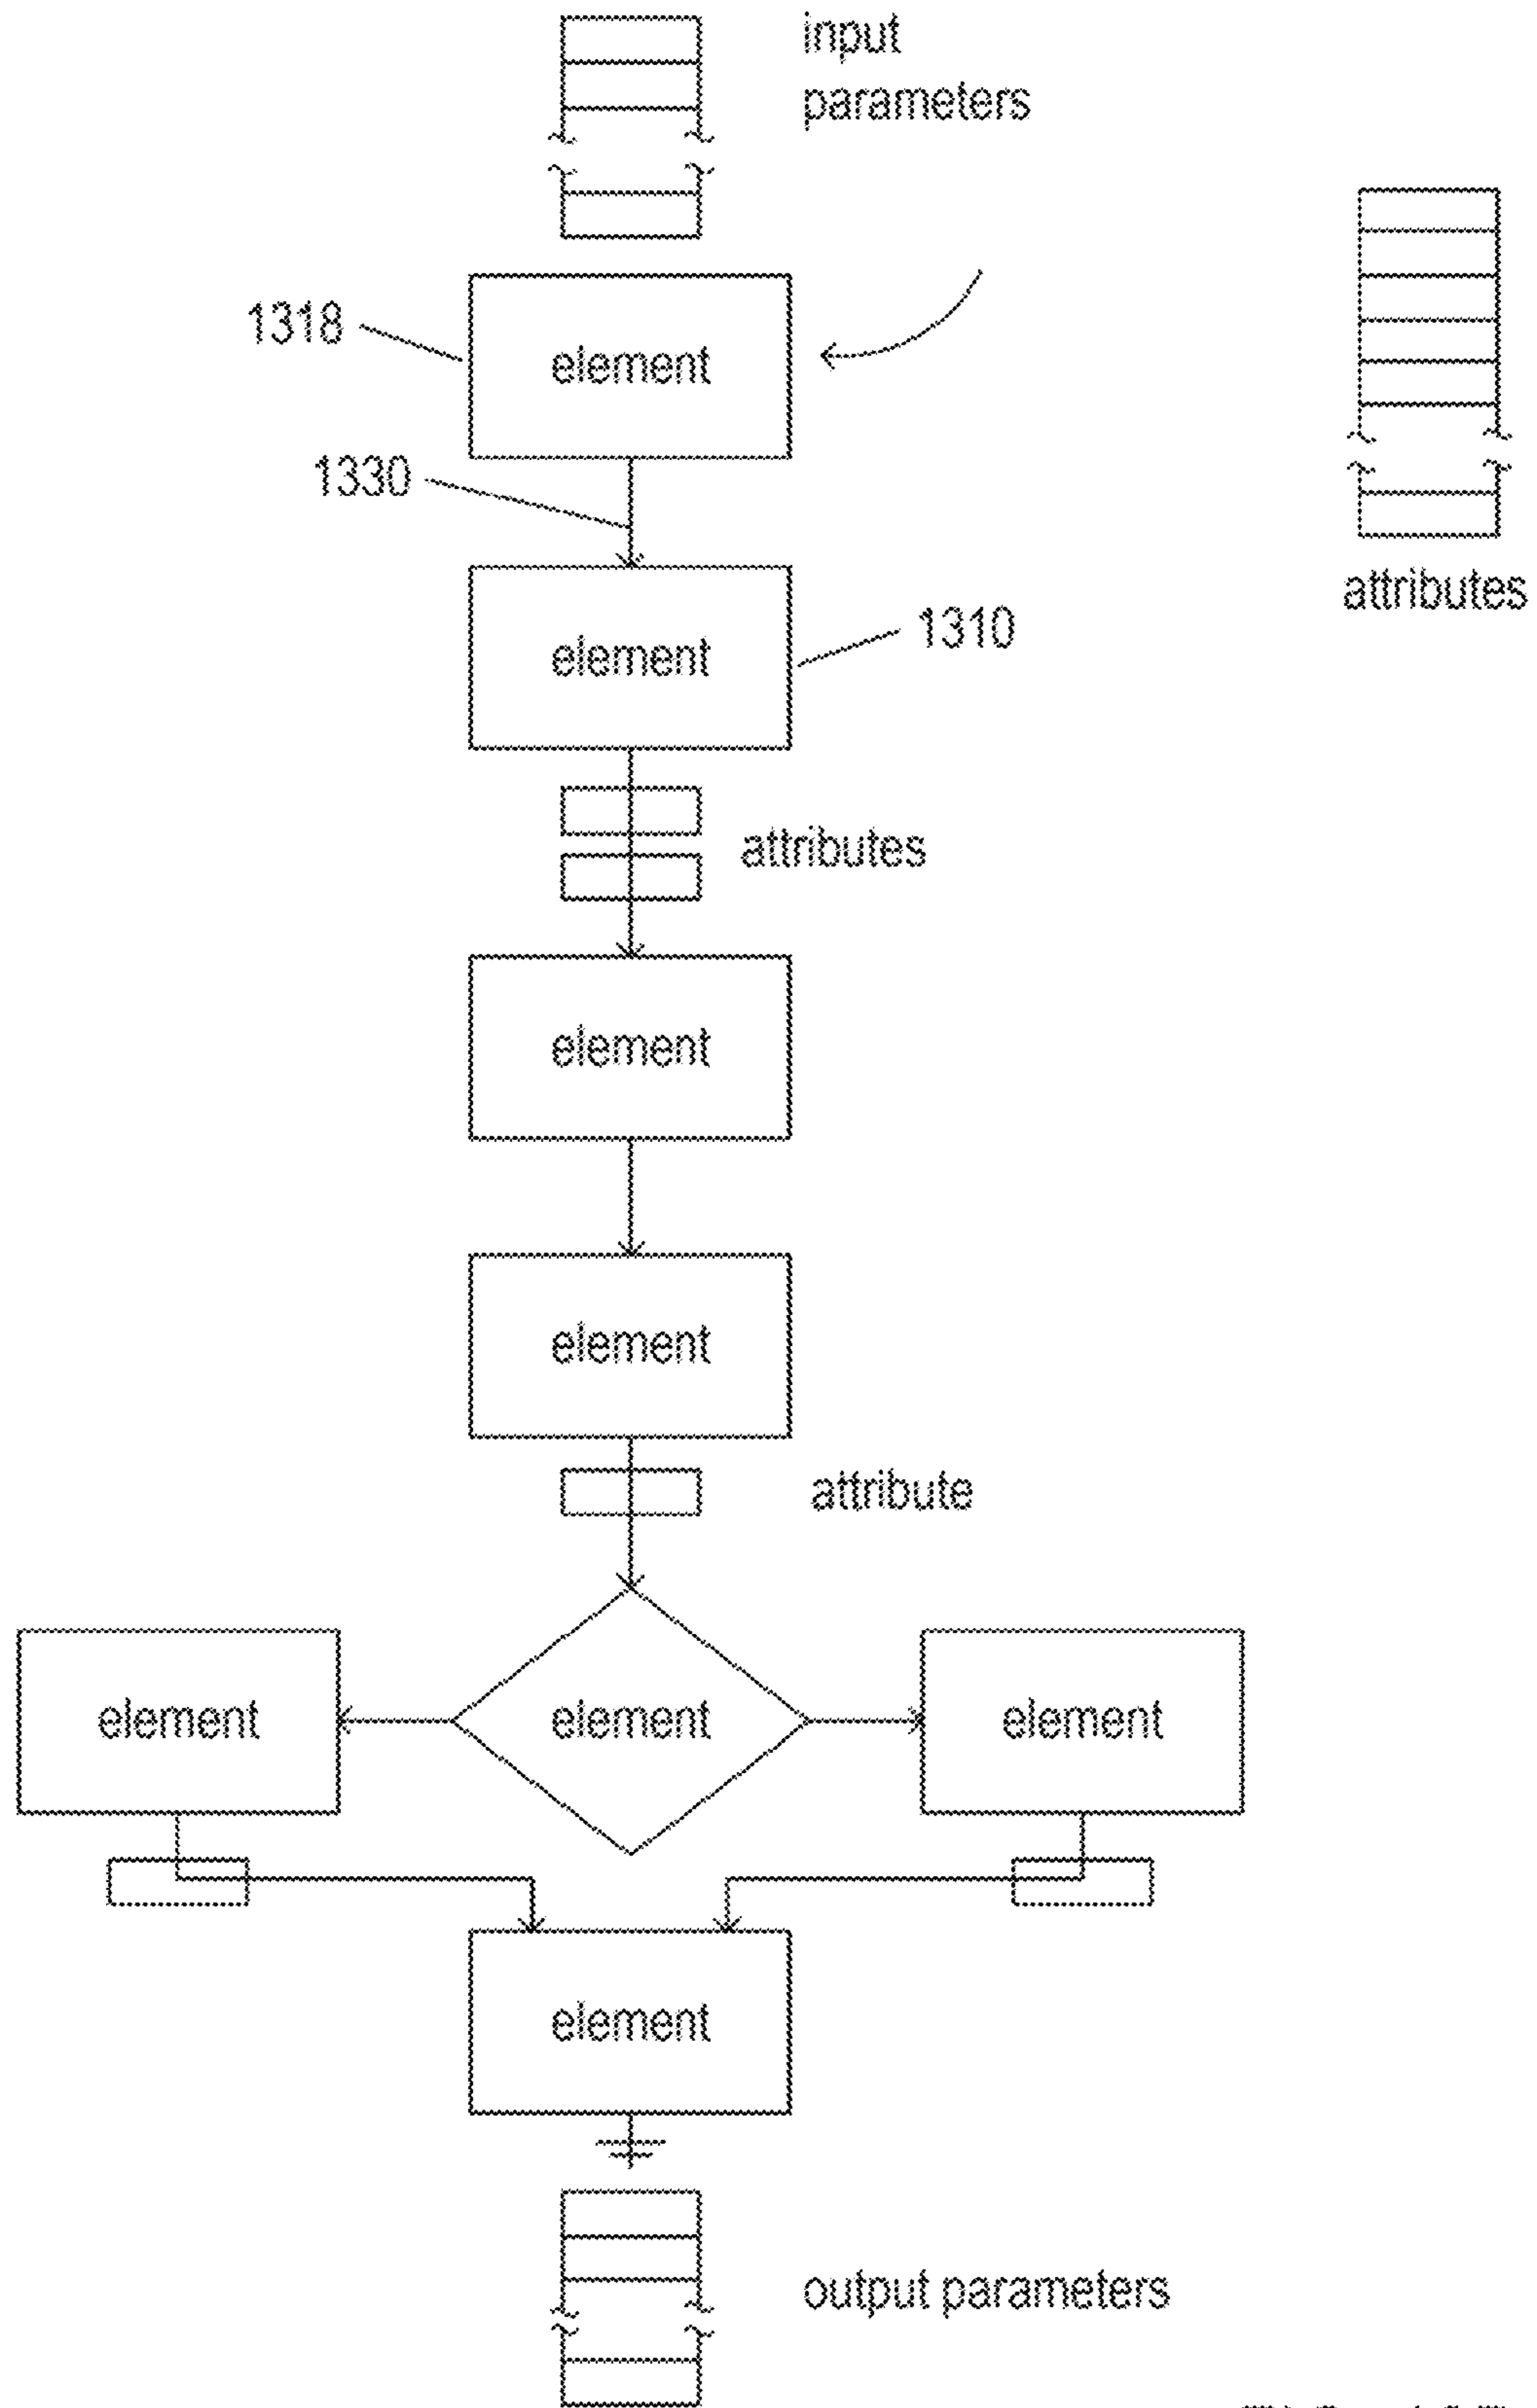 input
parameters
1318
element
1330
attributes
element
1310
attributes
element
element
attribute
element
element
element
element
output parameters